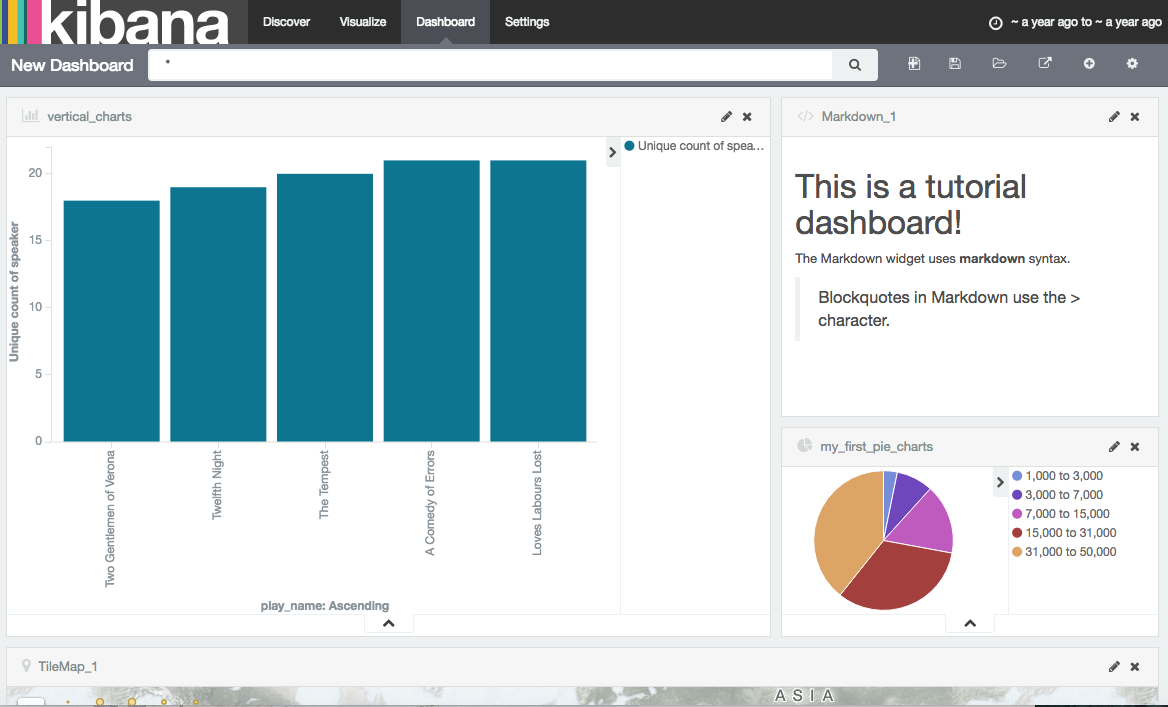 kibana
Discover Visualize Dashboard Settings ~ a year ago to ~ a year ago
New Dashboard *
vertical_charts
Unique count of spea...
20
15
10
5
0
Unique count of speaker
Two Gentlemen of Verona
Twelfth Night
The Tempest
A Comedy of Errors
Loves Labours Lost
play_name: Ascending
</> Markdown_1
This is a tutorial
dashboard!
The Markdown widget uses markdown syntax.
Blockquotes in Markdown use the >
character.
my_first_pie_charts
1,000 to 3,000
3,000 to 7,000
7,000 to 15,000
15,000 to 31,000
31,000 to 50,000
TileMap_1
ASIA